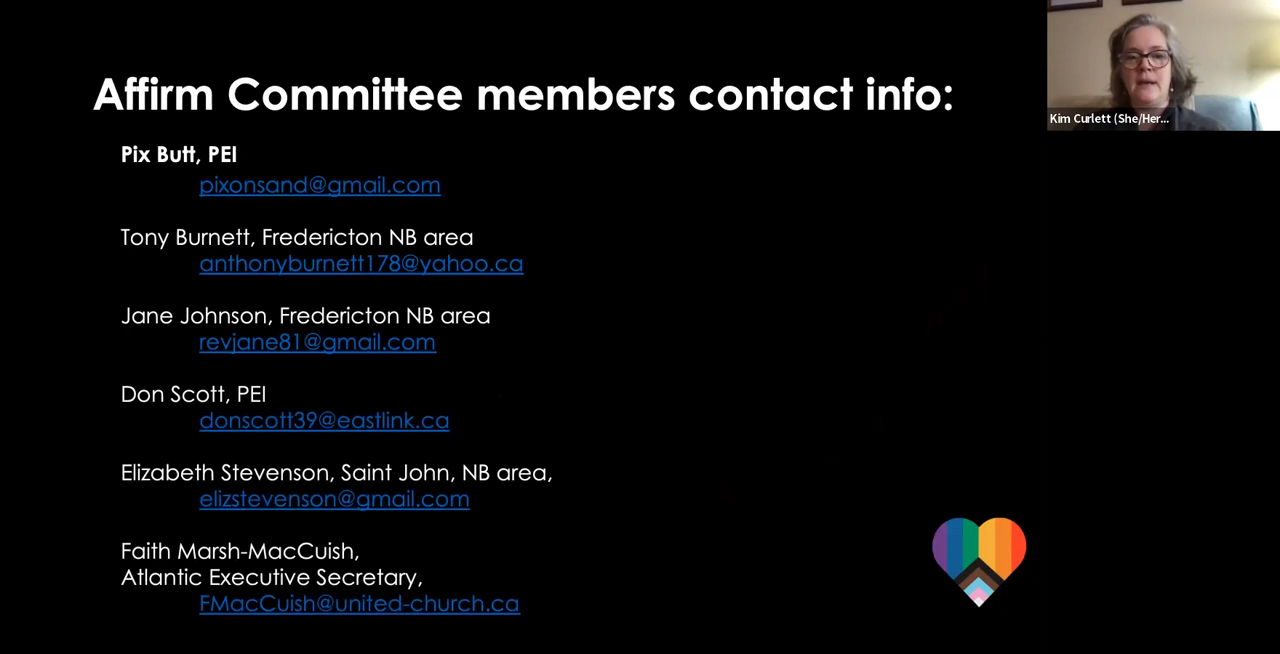 Affirm Committee members contact info:
Kim Curlett (She/Her...
Pix Butt, PEI
pixonsand@gmail.com
Tony Burnett, Fredericton NB area
anthonyburnett178@yahoo.ca
Jane Johnson, Fredericton NB area
revjane81@gmail.com
Don Scott, PEI
donscott39@eastlink.ca
Elizabeth Stevenson, Saint John, NB area,
elizstevenson@gmail.com
Faith Marsh-MacCuish,
Atlantic Executive Secretary,
FMacCuish@united-church.ca